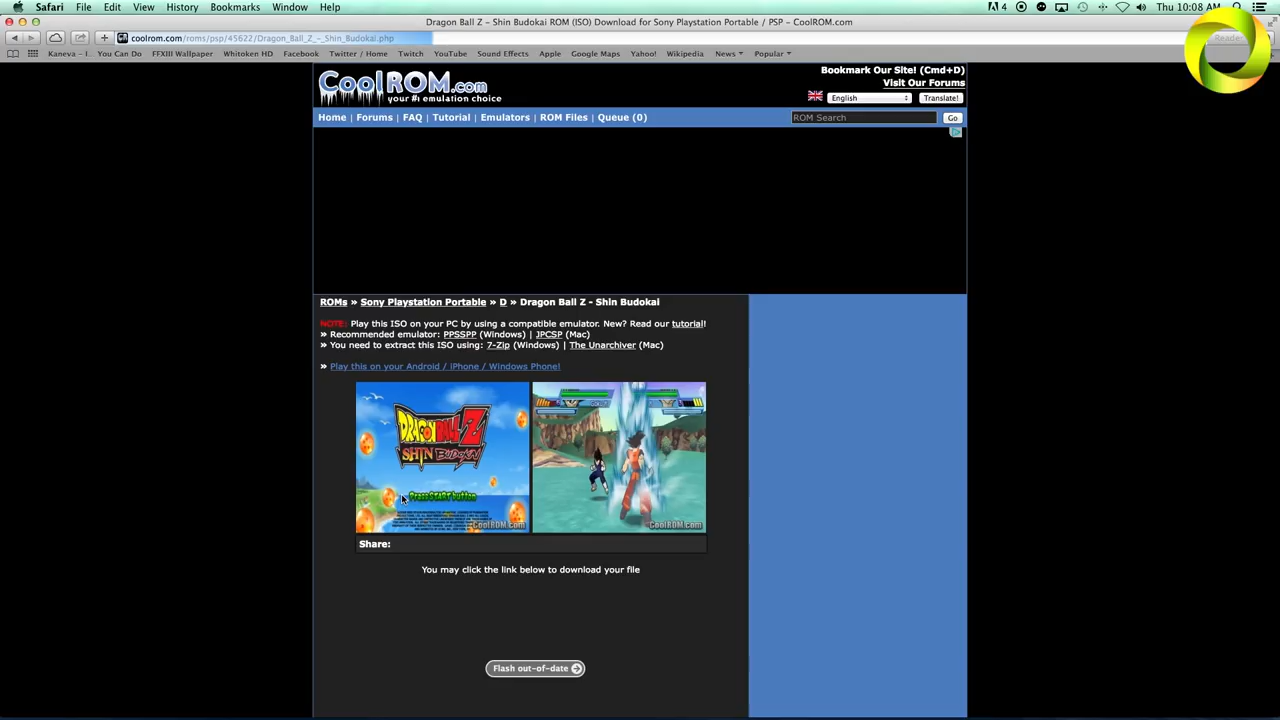 Safari File Edit View History Bookmarks Window Help
4 Thu 10:08 AM
Dragon Ball Z – Shin Budokai ROM (ISO) Download for Sony Playstation Portable / PSP – CoolROM.com
coolrom.com/roms/psp/45622/Dragon_Ball_Z_-_Shin_Budokai.php
Reader
Kaneva – I. You Can Do FFXIII Wallpaper Whitoken HD Facebook Twitter / Home Twitch YouTube Sound Effects Apple Google Maps Yahoo! Wikipedia News Popular
CoolROM.com
your #1 emulation choice
Bookmark Our Site! (Cmd+D)
Visit Our Forums
English Translate!
Home | Forums | FAQ | Tutorial | Emulators | ROM Files | Queue (0)
ROM Search Go
ROMs » Sony Playstation Portable » D » Dragon Ball Z - Shin Budokai
NOTE: Play this ISO on your PC by using a compatible emulator. New? Read our tutorial!
» Recommended emulator: PPSSPP (Windows) | JPCSP (Mac)
» You need to extract this ISO using: 7-Zip (Windows) | The Unarchiver (Mac)
» Play this on your Android / iPhone / Windows Phone!
DRAGON BALL Z
SHIN BUDOKAI
Press START button
CoolROM.com
CoolROM.com
Share:
You may click the link below to download your file
Flash out-of-date